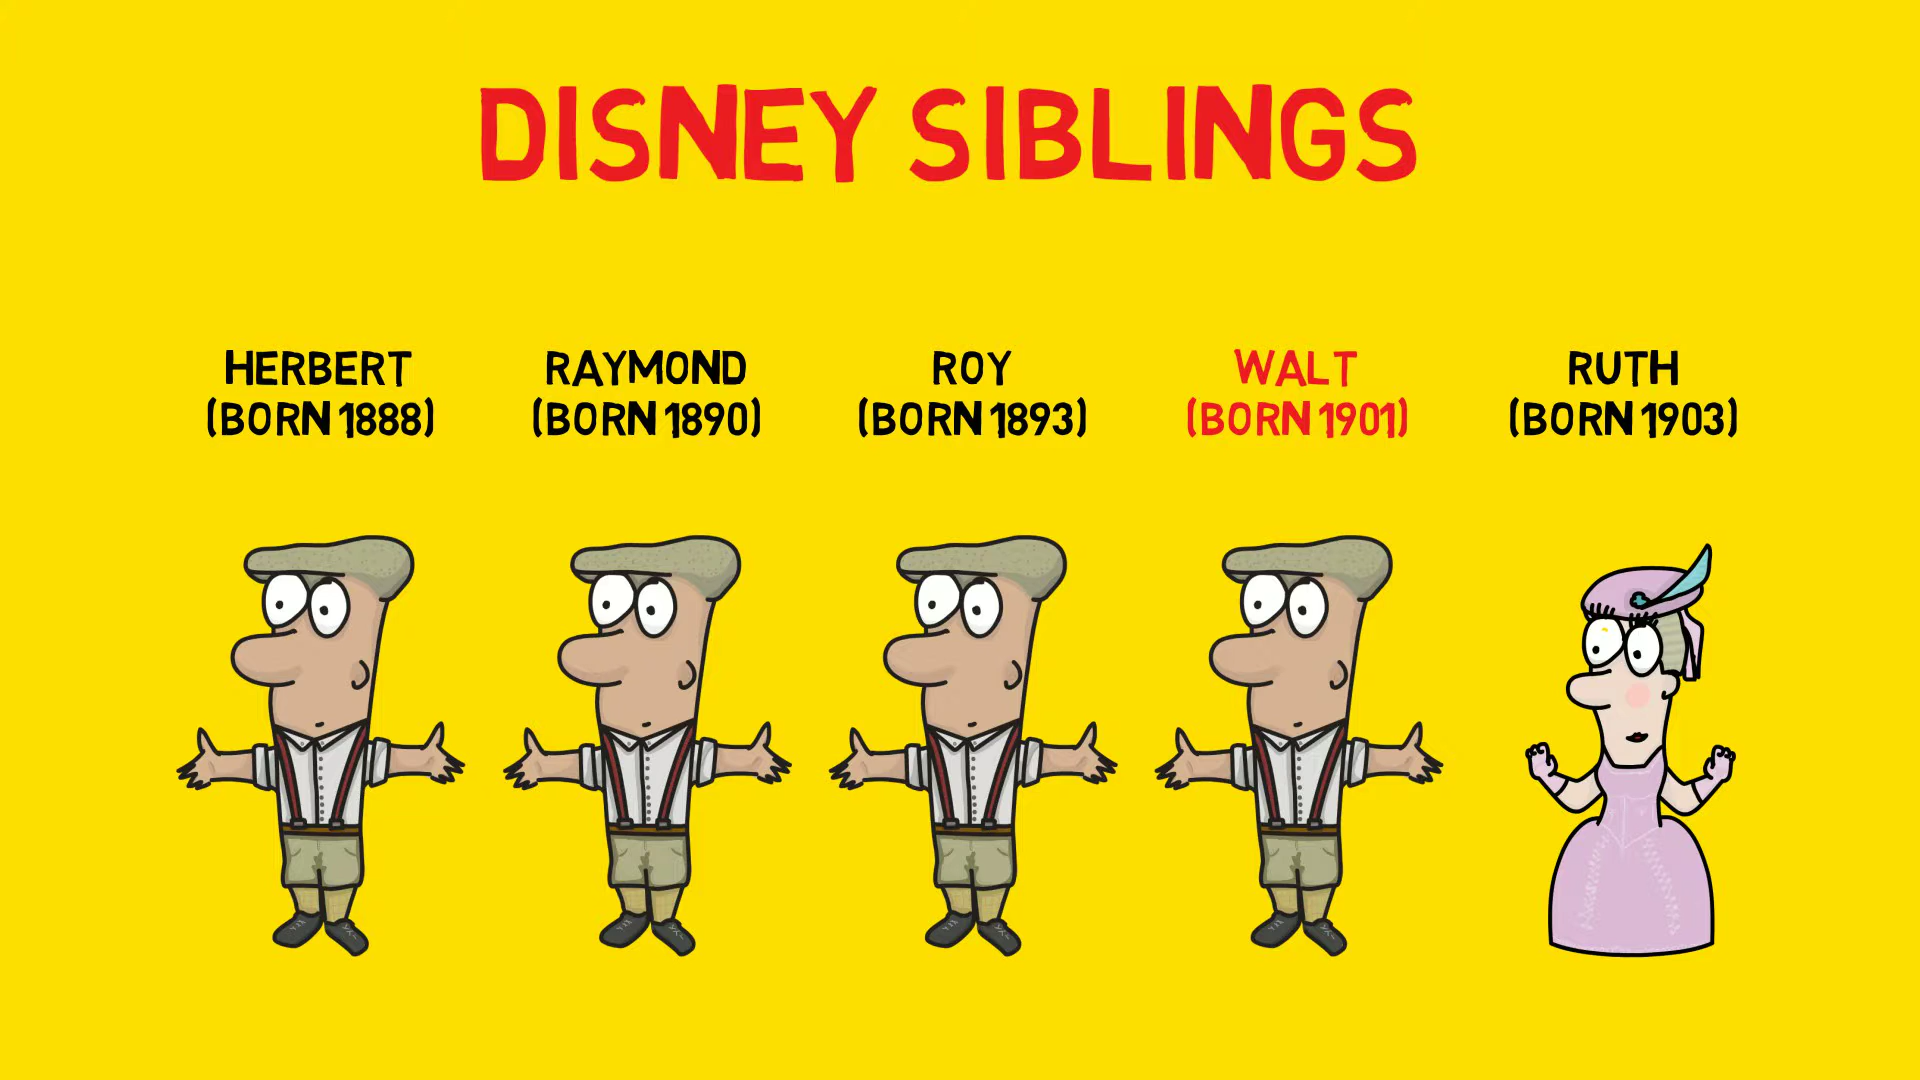 DISNEY SIBLINGS
HERBERT
(BORN 1888)
RAYMOND
(BORN 1890)
ROY
(BORN 1893)
WALT
(BORN 1901)
RUTH
(BORN 1903)